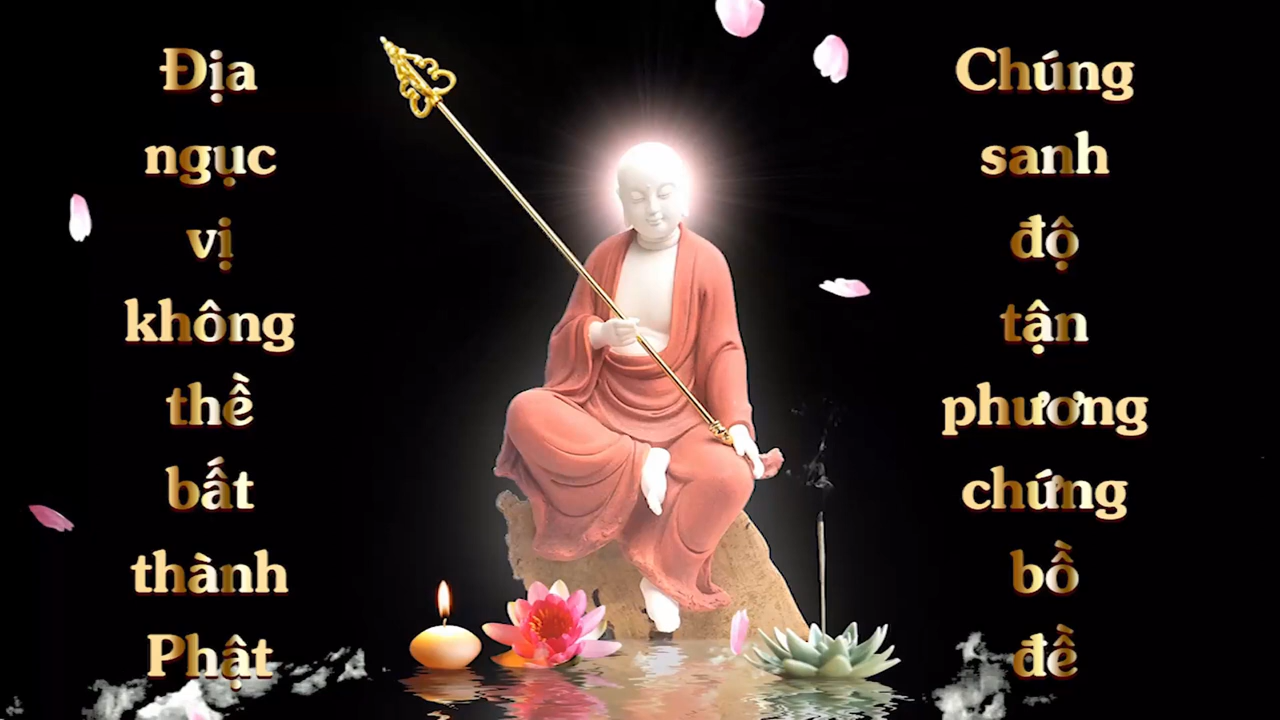 Địa
ngục
vị
không
thề
bất
thành
Phật
Chúng
sanh
độ
tận
phương
chứng
bồ
đề